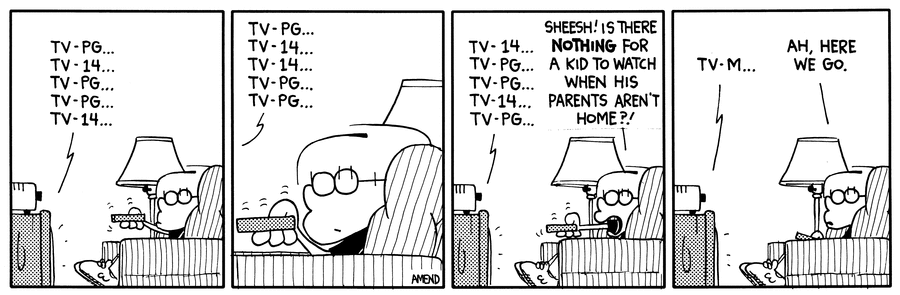 TV-PG...
TV-14...
TV-PG...
TV-PG...
TV-14...
TV-PG...
TV-14...
TV-14...
TV-PG...
TV-PG...
AMEND
TV-14...
TV-PG...
TV-PG...
TV-14...
TV-PG...
SHEESH! IS THERE
NOTHING FOR
A KID TO WATCH
WHEN HIS
PARENTS AREN'T
HOME?!
TV-M...
AH, HERE
WE GO.